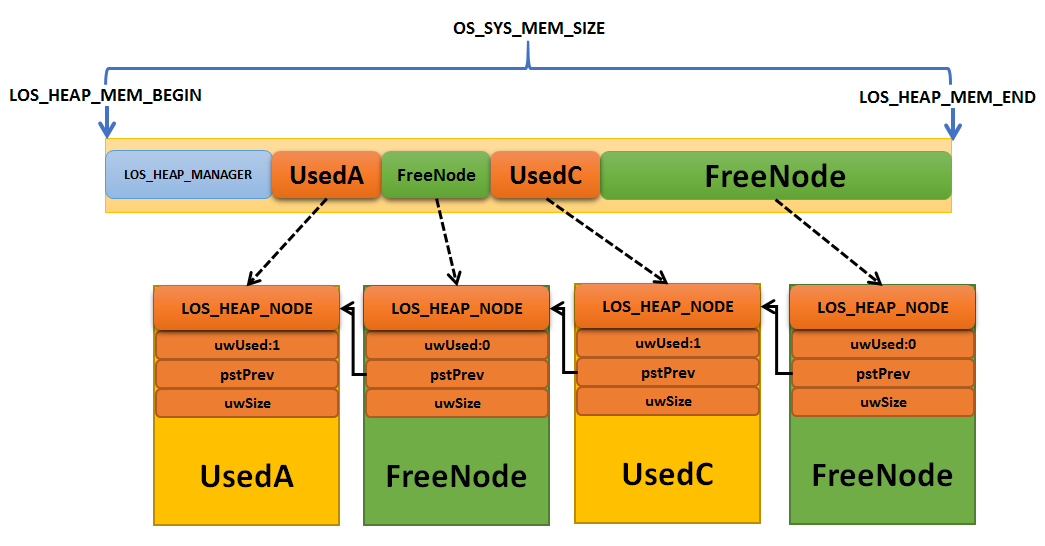 OS_SYS_MEM_SIZE
LOS_HEAP_MEM_BEGIN
LOS_HEAP_MEM_END
LOS_HEAP_MANAGER
UsedA
FreeNode
UsedC
FreeNode
LOS_HEAP_NODE
uwUsed:1
pstPrev
uwSize
UsedA
LOS_HEAP_NODE
uwUsed:0
pstPrev
uwSize
FreeNode
LOS_HEAP_NODE
uwUsed:1
pstPrev
uwSize
UsedC
LOS_HEAP_NODE
uwUsed:0
pstPrev
uwSize
FreeNode